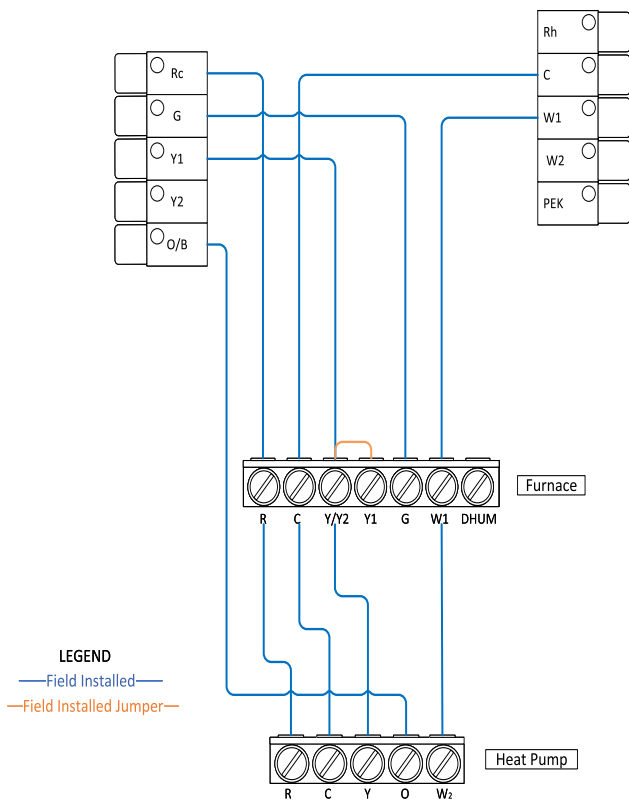 Rh
Rc
C
G
W1
Y1
W2
Y2
PEK
O/B
Furnace
R C Y/Y2 Y1 G W1 DHUM
LEGEND
Field Installed
Field Installed Jumper
Heat Pump
R C Y O W₂